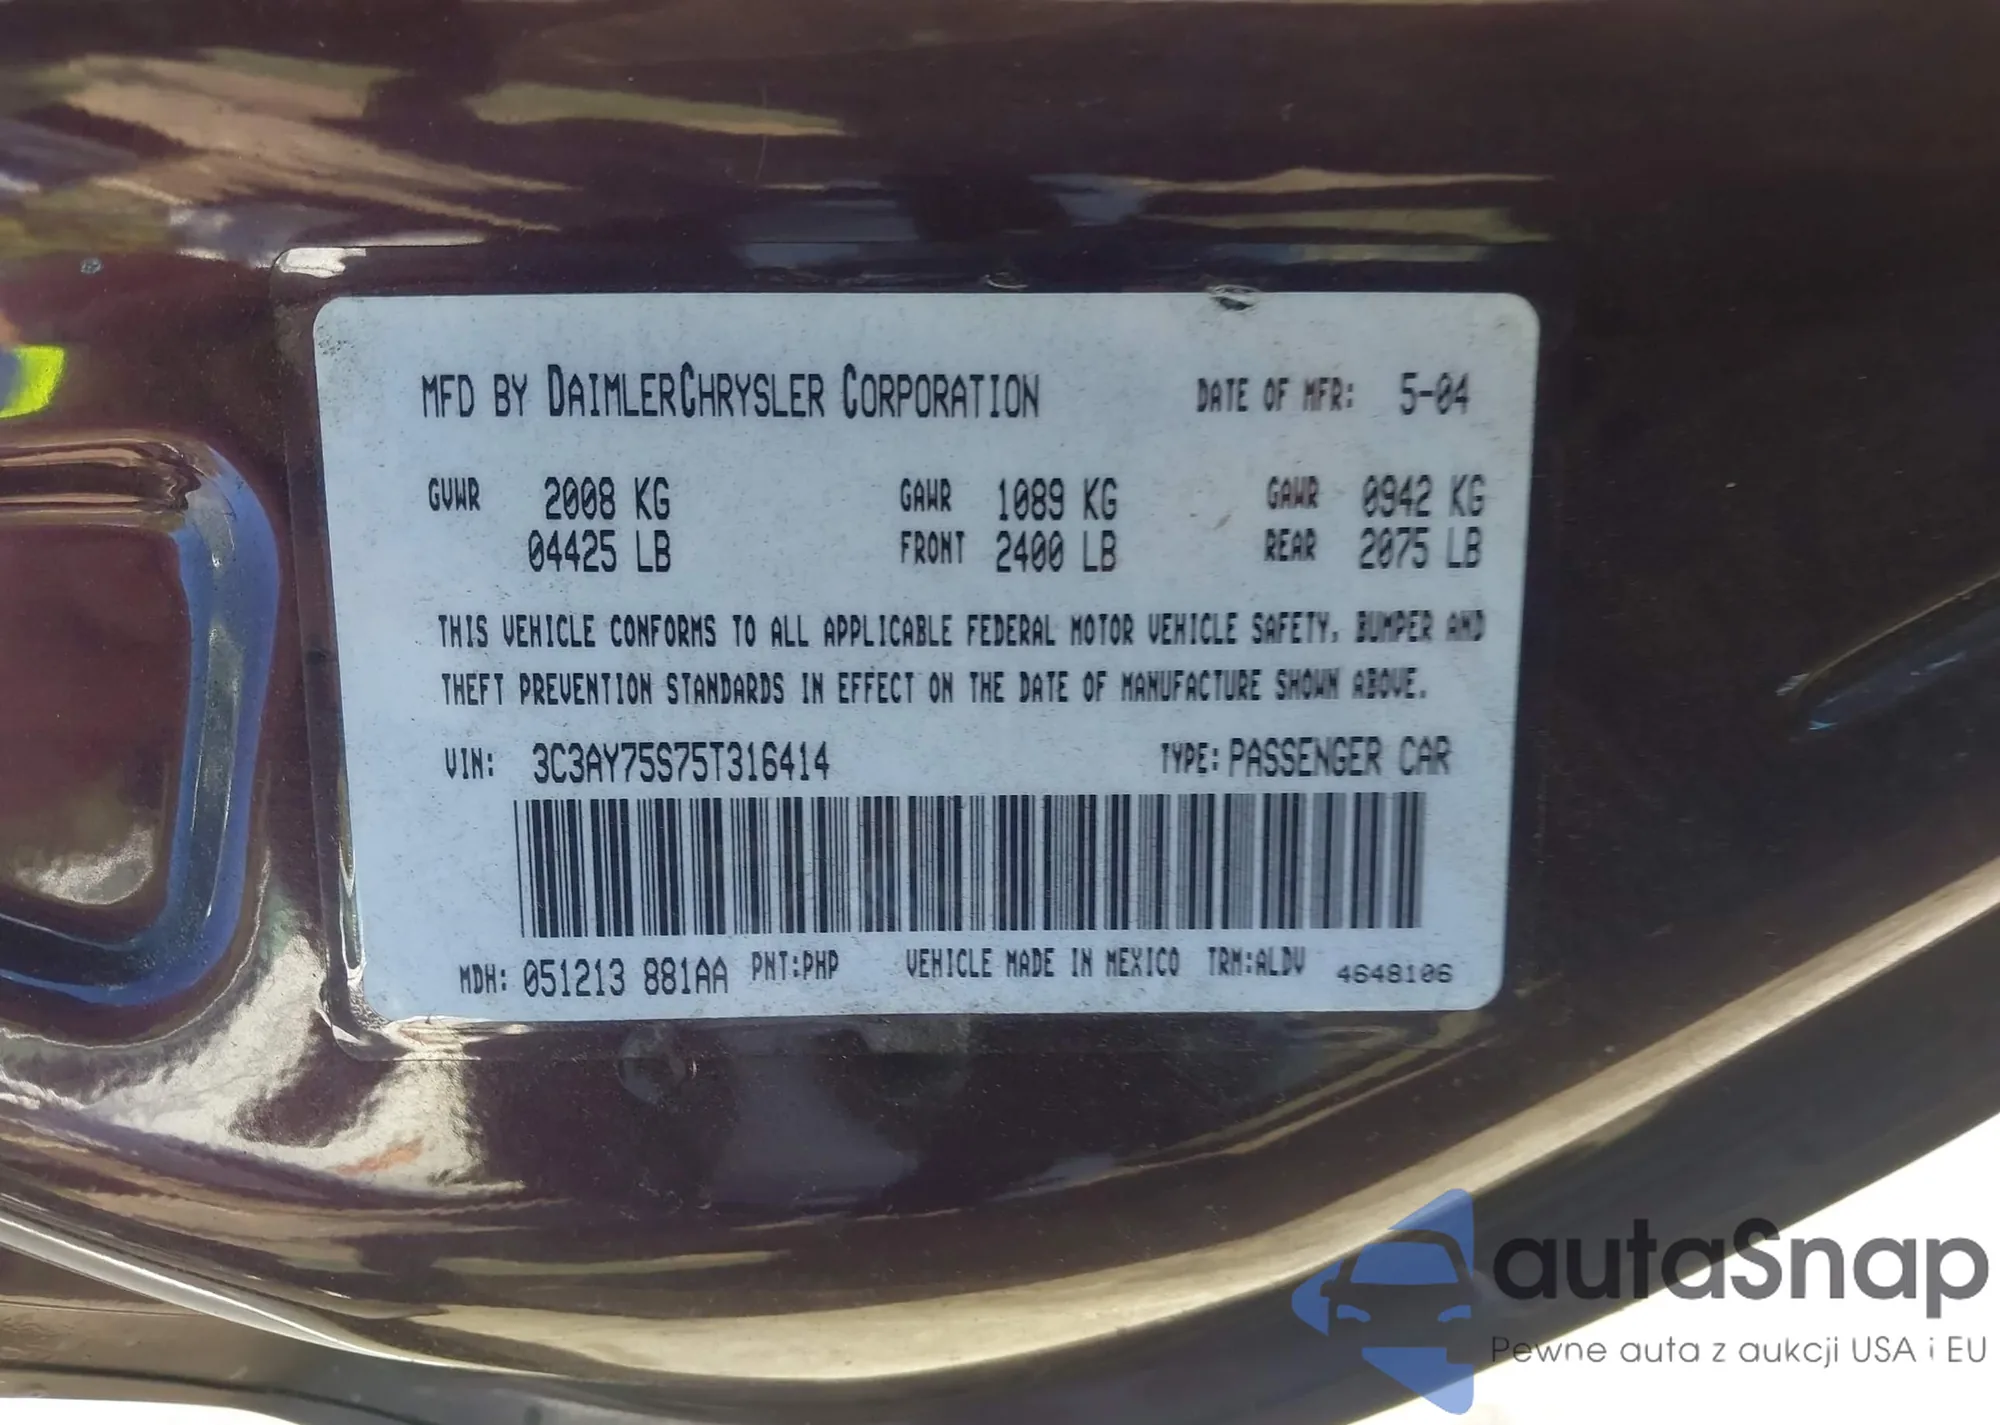 MFD BY DAIMLERCHRYSLER CORPORATION DATE OF MFR: 5-04
GVWR 2008 KG GAWR 1089 KG GAWR 0942 KG
04425 LB FRONT 2400 LB REAR 2075 LB
THIS VEHICLE CONFORMS TO ALL APPLICABLE FEDERAL MOTOR VEHICLE SAFETY, BUMPER AND
THEFT PREVENTION STANDARDS IN EFFECT ON THE DATE OF MANUFACTURE SHOWN ABOVE.
VIN: 3C3AY75S75T316414 TYPE: PASSENGER CAR
MDH: 051213 881AA PNT:PHP VEHICLE MADE IN MEXICO TRM:ALDV 4648106
autaSnap
Pewne auta z aukcji USA i EU